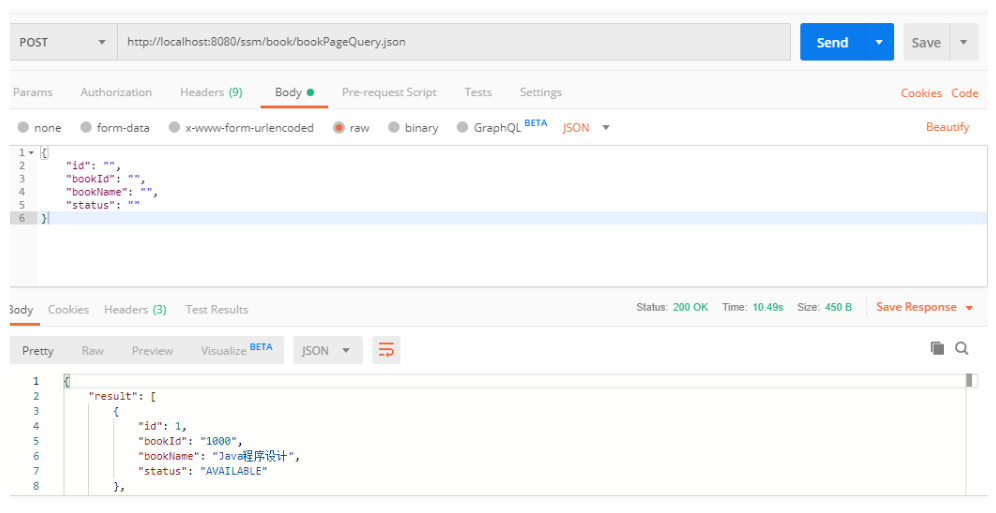 POST http://localhost:8080/ssm/book/bookPageQuery.json Send Save
Params Authorization Headers (9) Body Pre-request Script Tests Settings Cookies Code
none form-data x-www-form-urlencoded raw binary GraphQL BETA JSON Beautify
1 {
2 "id": "",
3 "bookId": "",
4 "bookName": "",
5 "status": ""
6 }
Body Cookies Headers (3) Test Results Status: 200 OK Time: 10.49s Size: 450 B Save Response
Pretty Raw Preview Visualize BETA JSON
1 {
2 "result": [
3 {
4 "id": 1,
5 "bookId": "1000",
6 "bookName": "Java程序设计",
7 "status": "AVAILABLE"
8 },